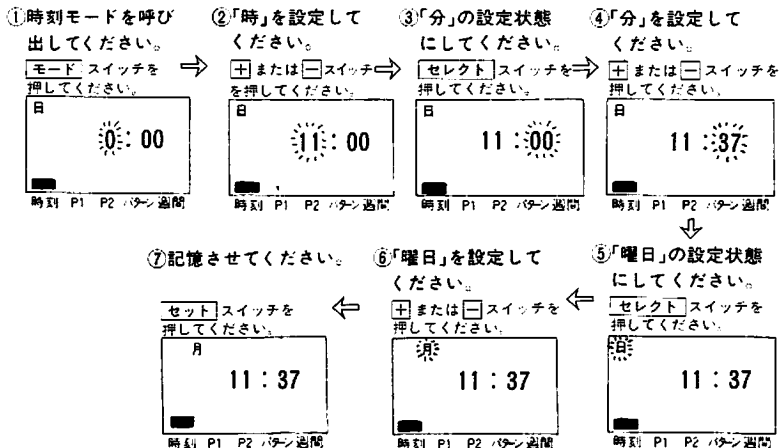 ①時刻モードを呼び
出してください。
モード スイッチを
押してください。
日
0:00
時刻 P1 P2 パターン 週間
②「時」を設定して
ください。
+ または − スイッチ
を押してください。
日
11:00
時刻 P1 P2 パターン 週間
③「分」の設定状態
にしてください。
セレクト スイッチを
押してください。
日
11:00
時刻 P1 P2 パターン 週間
④「分」を設定して
ください。
+ または − スイッチを
押してください。
日
11:37
時刻 P1 P2 パターン 週間
⑤「曜日」の設定状態
にしてください。
セレクト スイッチを
押してください。
日
11:37
時刻 P1 P2 パターン 週間
⑥「曜日」を設定して
ください。
+ または − スイッチを
押してください。
月
11:37
時刻 P1 P2 パターン 週間
⑦記憶させてください。
セット スイッチを
押してください。
月
11:37
時刻 P1 P2 パターン 週間